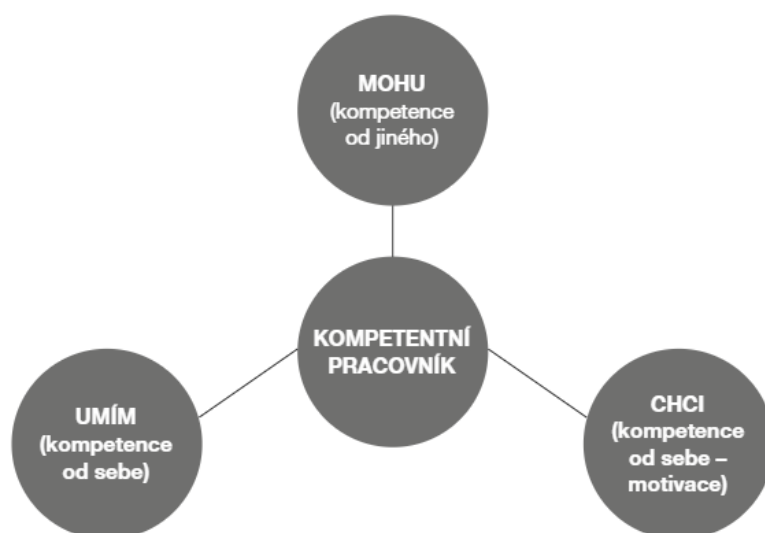 MOHU
(kompetence
od jiného)
KOMPETENTNÍ
PRACOVNÍK
UMÍM
(kompetence
od sebe)
CHCI
(kompetence
od sebe –
motivace)